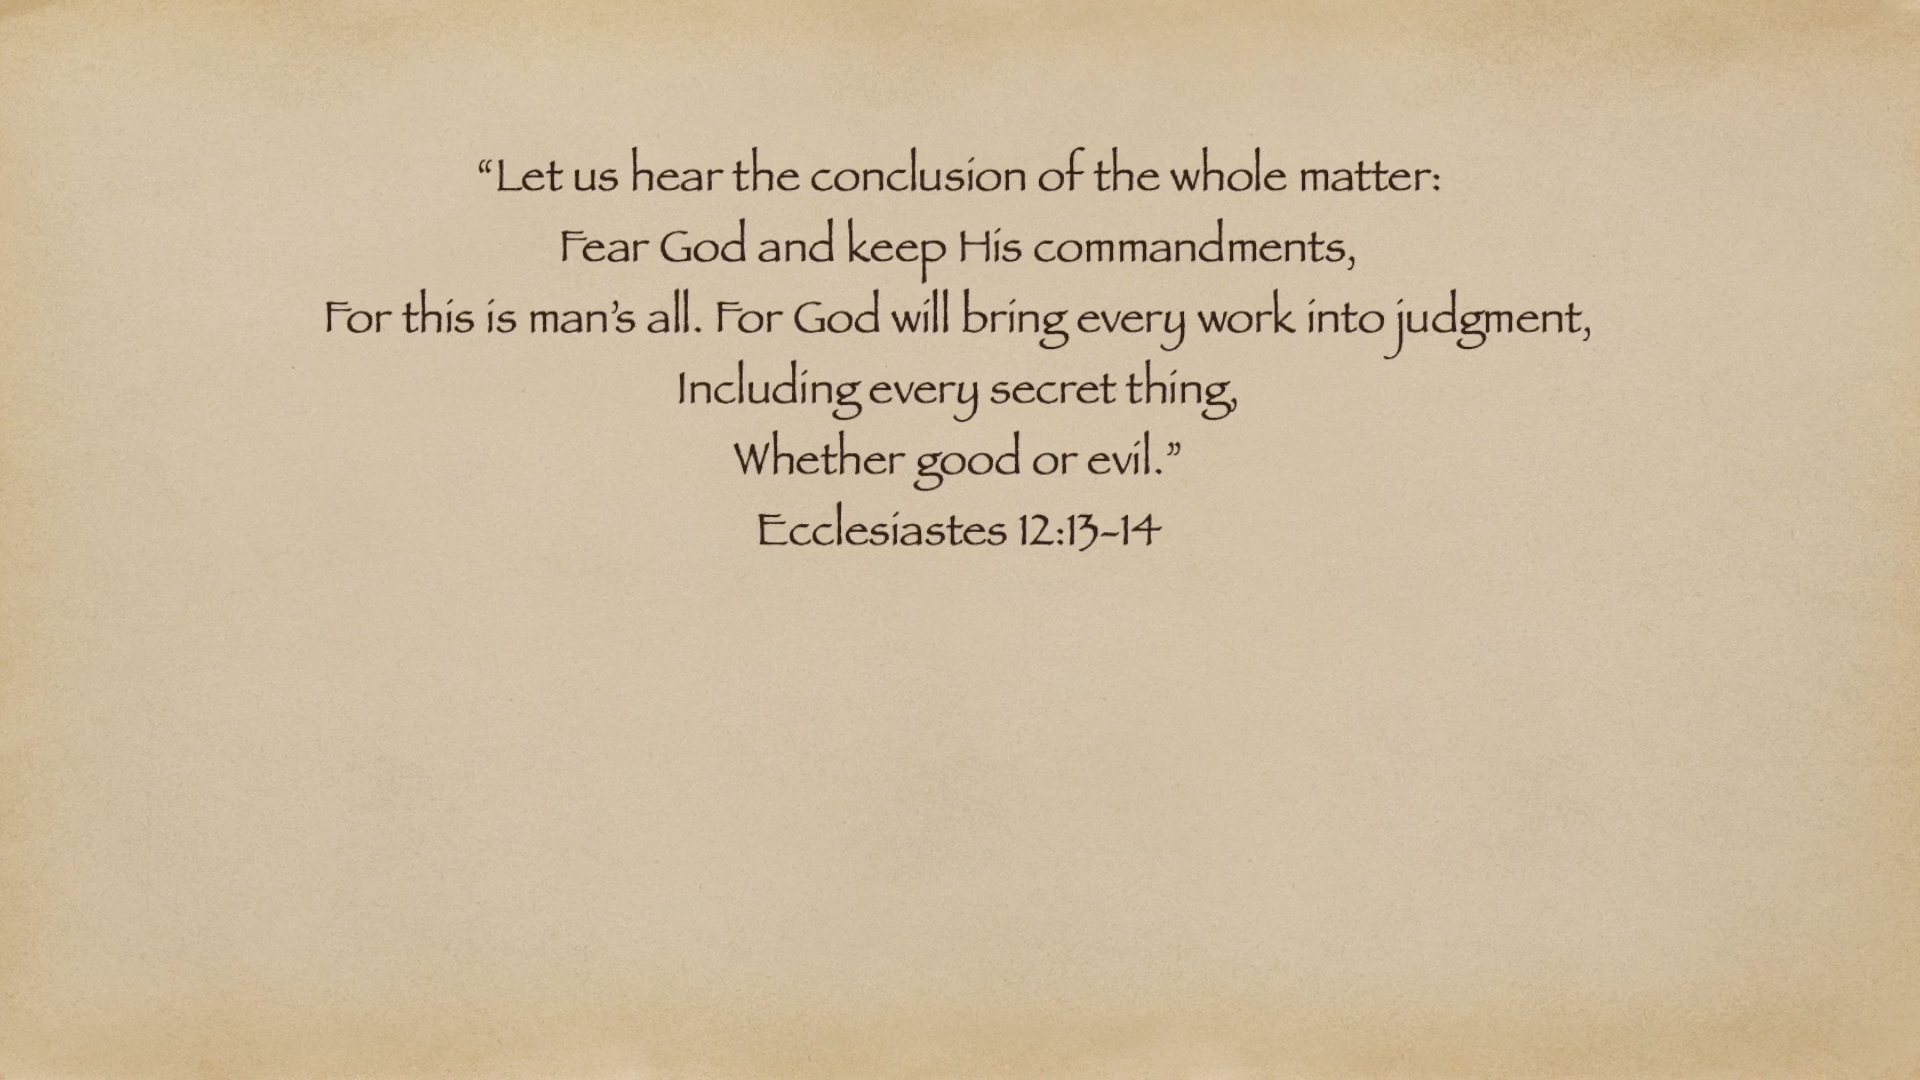 “Let us hear the conclusion of the whole matter:
Fear God and keep His commandments,
For this is man’s all. For God will bring every work into judgment,
Including every secret thing,
Whether good or evil.”
Ecclesiastes 12:13-14